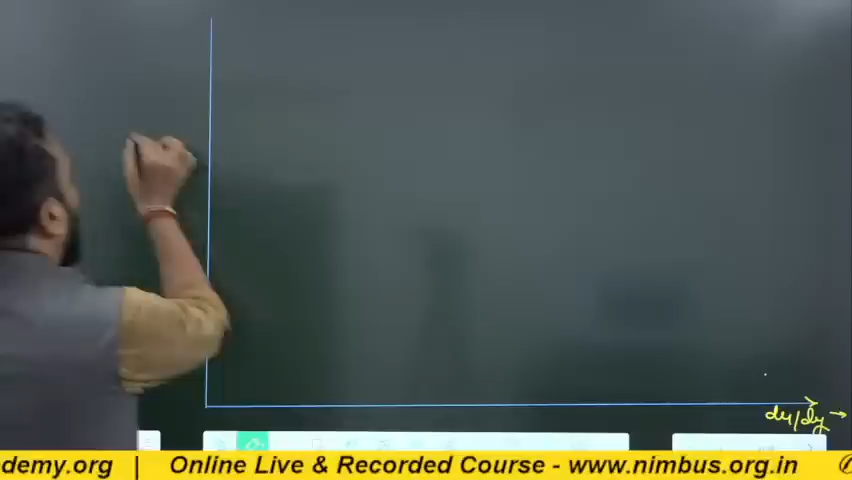 du/dy →
demy.org | Online Live & Recorded Course - www.nimbus.org.in